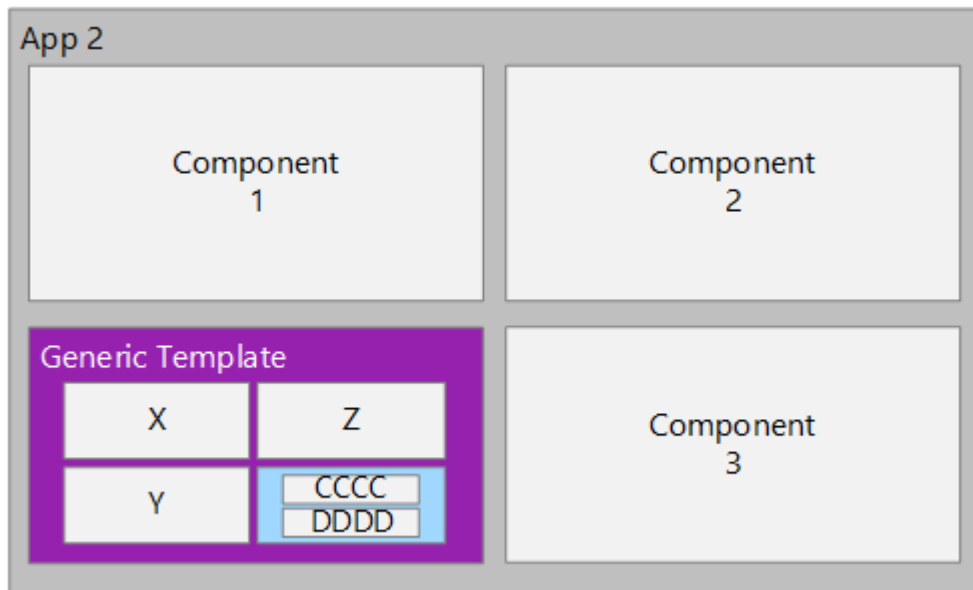 App 2
Component
1
Component
2
Generic Template
X
Z
Y
CCCC
DDDD
Component
3